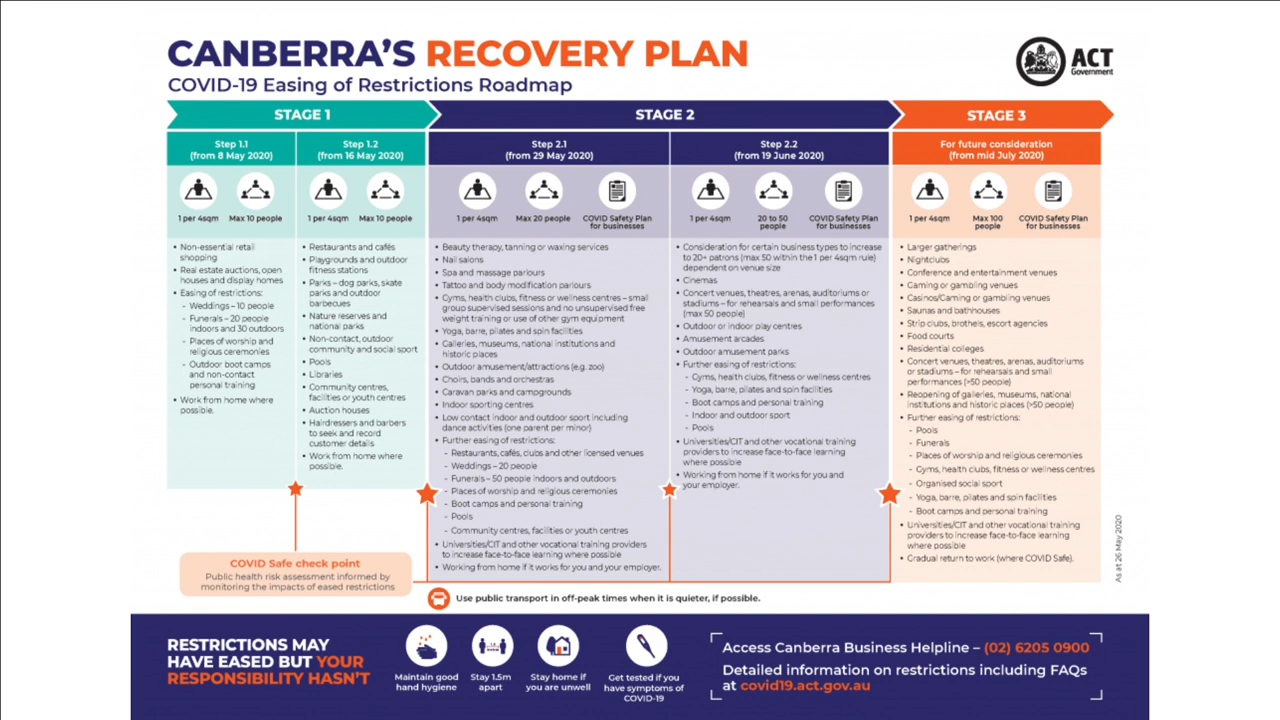 CANBERRA'S RECOVERY PLAN
COVID-19 Easing of Restrictions Roadmap
ACT
Government
STAGE 1
STAGE 2
STAGE 3
Step 1.1
(from 8 May 2020)
1 per 4sqm
Max 10 people
• Non-essential retail
shopping
• Real estate auctions, open
houses and display homes
• Easing of restrictions:
- Weddings – 10 people
- Funerals – 20 people
indoors and 30 outdoors
- Places of worship and
religious ceremonies
- Outdoor boot camps
and non-contact
personal training
• Work from home where
possible.
Step 1.2
(from 16 May 2020)
1 per 4sqm
Max 10 people
• Restaurants and cafés
• Playgrounds and outdoor
fitness stations
• Parks – dog parks, skate
parks and outdoor
barbecues
• Nature reserves and
national parks
• Non-contact, outdoor
community and social sport
• Pools
• Libraries
• Community centres,
facilities or youth centres
• Auction houses
• Hairdressers and barbers
to seek and record
customer details
• Work from home where
possible.
Step 2.1
(from 29 May 2020)
1 per 4sqm
Max 20 people
COVID Safety Plan
for businesses
• Beauty therapy, tanning or waxing services
• Nail salons
• Spa and massage parlours
• Tattoo and body modification parlours
• Gyms, health clubs, fitness or wellness centres – small
group supervised sessions and no unsupervised free
weight training or use of other gym equipment
• Yoga, barre, pilates and spin facilities
• Galleries, museums, national institutions and
historic places
• Outdoor amusement/attractions (e.g. zoo)
• Choirs, bands and orchestras
• Caravan parks and campgrounds
• Indoor sporting centres
• Low contact indoor and outdoor sport including
dance activities (one parent per minor)
• Further easing of restrictions:
- Restaurants, cafés, clubs and other licensed venues
- Weddings – 20 people
- Funerals – 50 people indoors and outdoors
- Places of worship and religious ceremonies
- Boot camps and personal training
- Pools
- Community centres, facilities or youth centres
• Universities/CIT and other vocational training providers
to increase face-to-face learning where possible
• Working from home if it works for you and your employer.
Step 2.2
(from 19 June 2020)
1 per 4sqm
20 to 50
people
COVID Safety Plan
for businesses
• Consideration for certain business types to increase
to 20+ patrons (max 50 within the 1 per 4sqm rule)
dependent on venue size
• Cinemas
• Concert venues, theatres, arenas, auditoriums or
stadiums – for rehearsals and small performances
(max 50 people)
• Outdoor or indoor play centres
• Amusement arcades
• Outdoor amusement parks
• Further easing of restrictions:
- Gyms, health clubs, fitness or wellness centres
- Yoga, barre, pilates and spin facilities
- Boot camps and personal training
- Indoor and outdoor sport
- Pools
• Universities/CIT and other vocational training
providers to increase face-to-face learning
where possible
• Working from home if it works for you and
your employer.
For future consideration
(from mid July 2020)
1 per 4sqm
Max 100
people
COVID Safety Plan
for businesses
• Larger gatherings
• Nightclubs
• Conference and entertainment venues
• Gaming or gambling venues
• Casinos/Gaming or gambling venues
• Saunas and bathhouses
• Strip clubs, brothels, escort agencies
• Food courts
• Residential colleges
• Concert venues, theatres, arenas, auditoriums
or stadiums – for rehearsals and small
performances (>50 people)
• Reopening of galleries, museums, national
institutions and historic places (>50 people)
• Further easing of restrictions:
- Pools
- Funerals
- Places of worship and religious ceremonies
- Gyms, health clubs, fitness or wellness centres
- Organised social sport
- Yoga, barre, pilates and spin facilities
- Boot camps and personal training
• Universities/CIT and other vocational training
providers to increase face-to-face learning
where possible
• Gradual return to work (where COVID Safe).
As at 26 May 2020
COVID Safe check point
Public health risk assessment informed by
monitoring the impacts of eased restrictions
Use public transport in off-peak times when it is quieter, if possible.
RESTRICTIONS MAY
HAVE EASED BUT YOUR
RESPONSIBILITY HASN'T
Maintain good
hand hygiene
Stay 1.5m
apart
Stay home if
you are unwell
Get tested if you
have symptoms of
COVID-19
Access Canberra Business Helpline – (02) 6205 0900
Detailed information on restrictions including FAQs
at covid19.act.gov.au